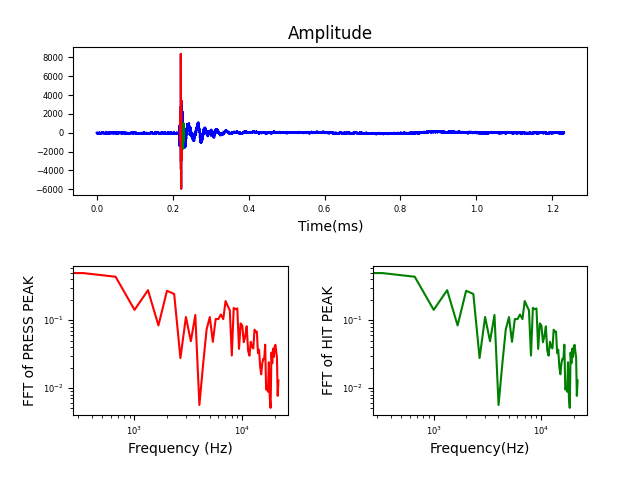 Amplitude
8000
6000
4000
2000
0
−2000
−4000
−6000
0.0 0.2 0.4 0.6 0.8 1.0 1.2
Time(ms)
FFT of PRESS PEAK
10⁻¹
10⁻²
10³ 10⁴
Frequency (Hz)
FFT of HIT PEAK
10⁻¹
10⁻²
10³ 10⁴
Frequency(Hz)